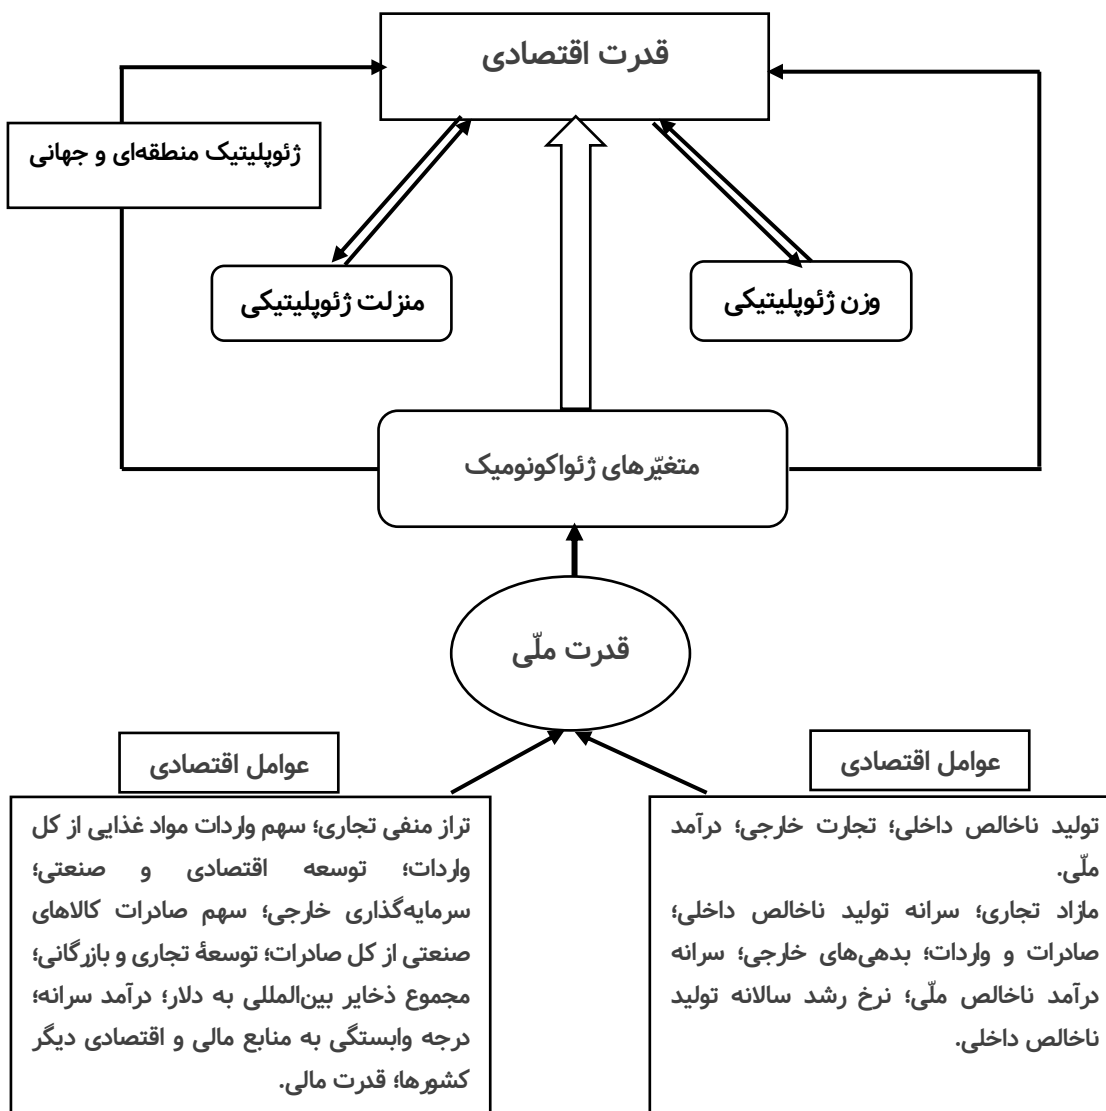 قدرت اقتصادی
ژئوپلیتیک منطقه‌ای و جهانی
وزن ژئوپلیتیکی
منزلت ژئوپلیتیکی
متغیّرهای ژئواکونومیک
قدرت ملّی
عوامل اقتصادی
تولید ناخالص داخلی؛ تجارت خارجی؛ درآمد
ملّی.
مازاد تجاری؛ سرانه تولید ناخالص داخلی؛
صادرات و واردات؛ بدهی‌های خارجی؛ سرانه
درآمد ناخالص ملّی؛ نرخ رشد سالانه تولید
ناخالص داخلی.
عوامل اقتصادی
تراز منفی تجاری؛ سهم واردات مواد غذایی از کل
واردات؛ توسعه اقتصادی و صنعتی؛
سرمایه‌گذاری خارجی؛ سهم صادرات کالاهای
صنعتی از کل صادرات؛ توسعهٔ تجاری و بازرگانی؛
مجموع ذخایر بین‌المللی به دلار؛ درآمد سرانه؛
درجه وابستگی به منابع مالی و اقتصادی دیگر
کشورها؛ قدرت مالی.